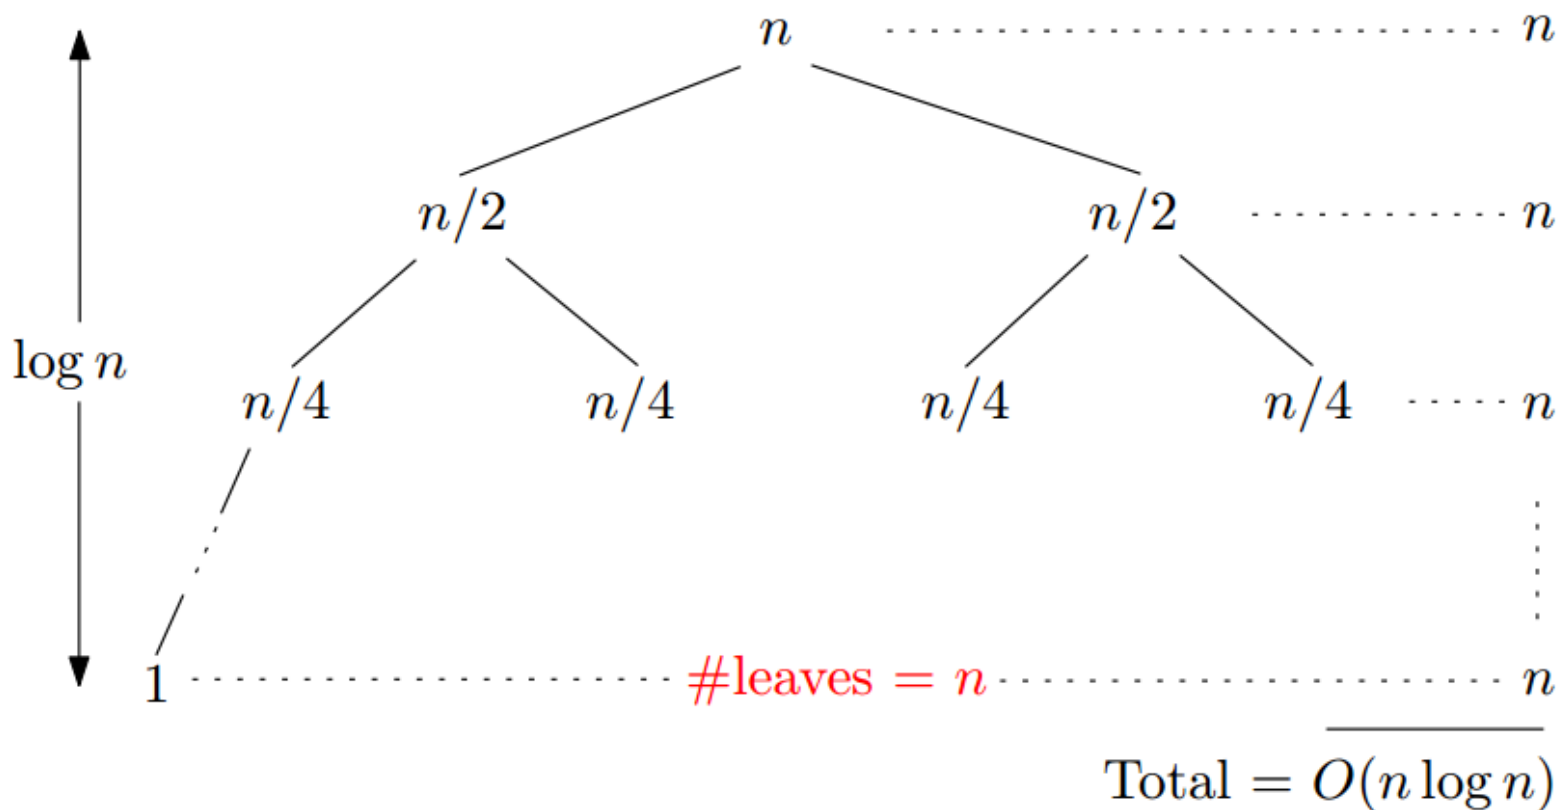 n n
n/2 n/2 n
log n
n/4 n/4 n/4 n/4 n
1 #leaves = n n
Total = O(n log n)